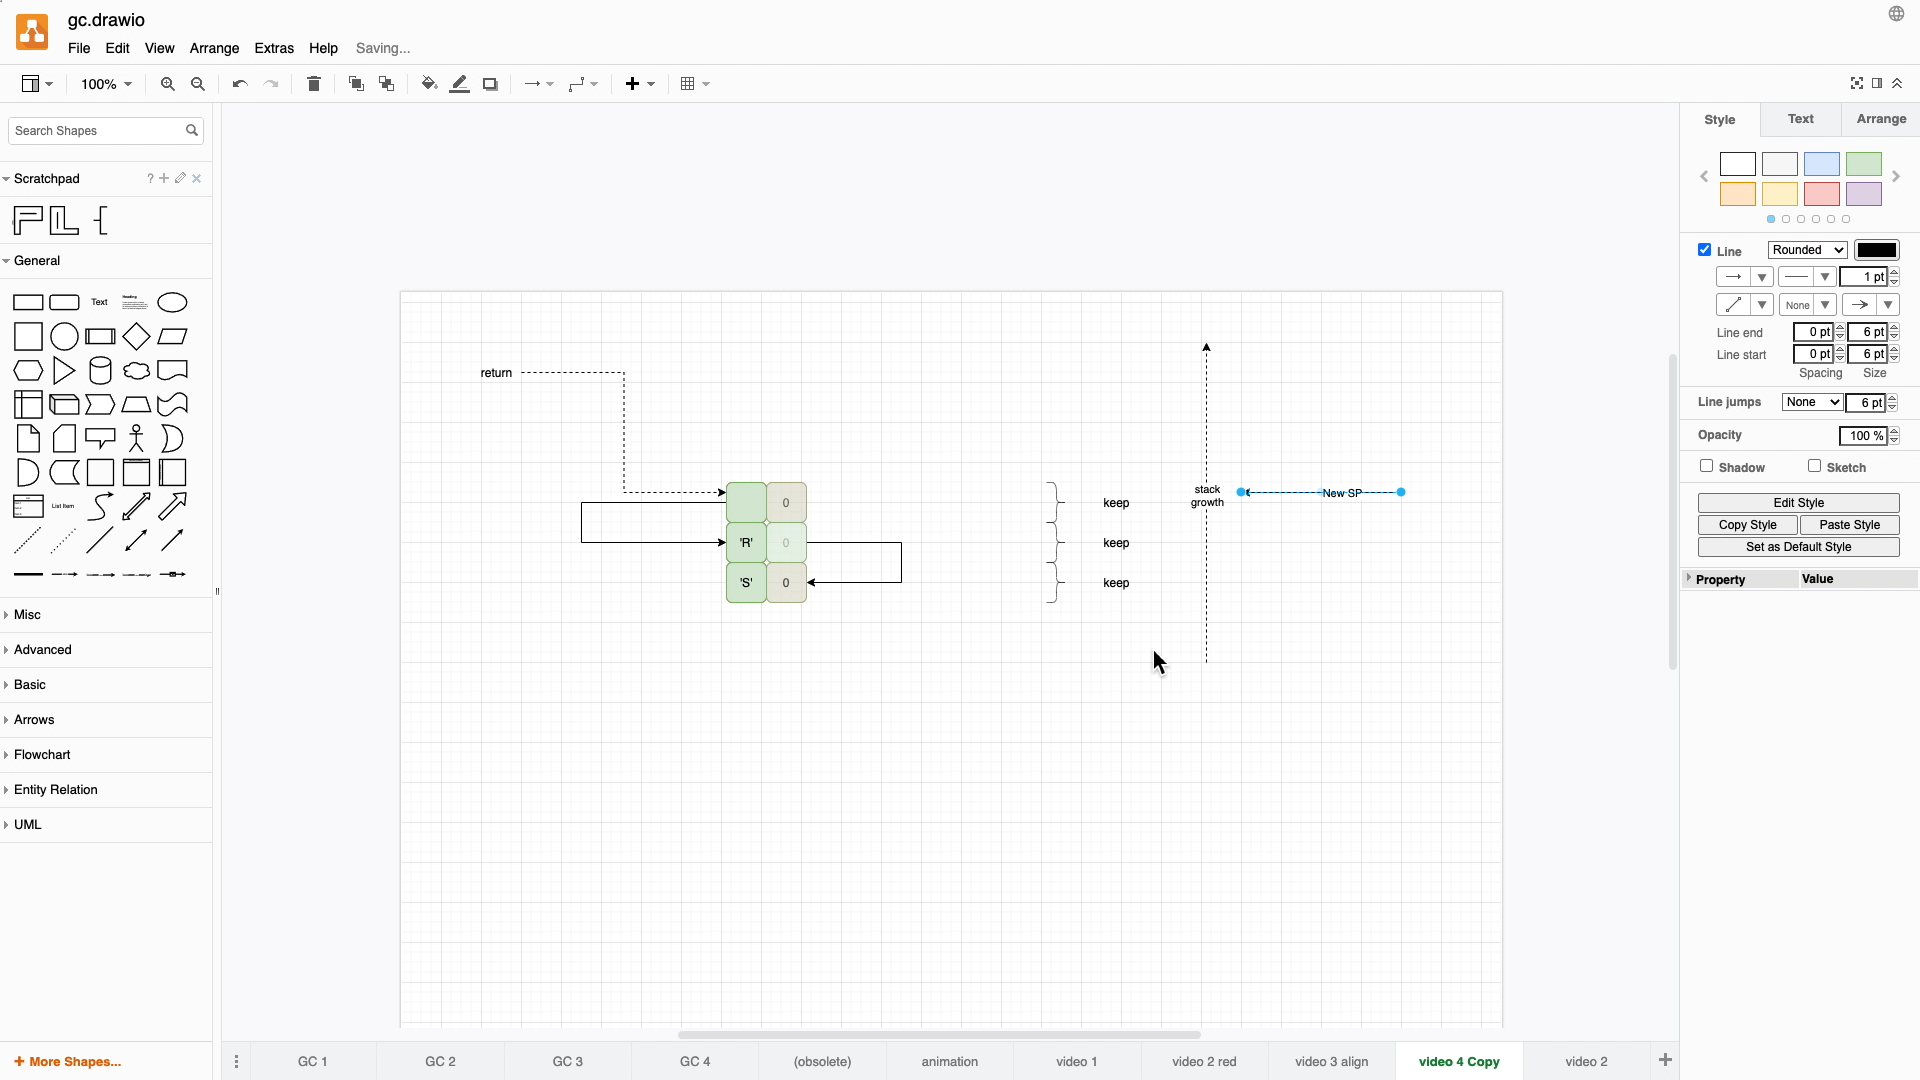 gc.drawio
File Edit View Arrange Extras Help Saving...
100%
Search Shapes
Scratchpad ?
General
Text Heading
List Item
Misc
Advanced
Basic
Arrows
Flowchart
Entity Relation
UML
+ More Shapes...
return
0
'R' 0
'S' 0
keep
keep
keep
stack
growth
New SP
Style Text Arrange
Line Rounded
1 pt
None
Line end 0 pt 6 pt
Line start 0 pt 6 pt
Spacing Size
Line jumps None 6 pt
Opacity 100 %
Shadow Sketch
Edit Style
Copy Style Paste Style
Set as Default Style
Property Value
GC 1 GC 2 GC 3 GC 4 (obsolete) animation video 1 video 2 red video 3 align video 4 Copy video 2